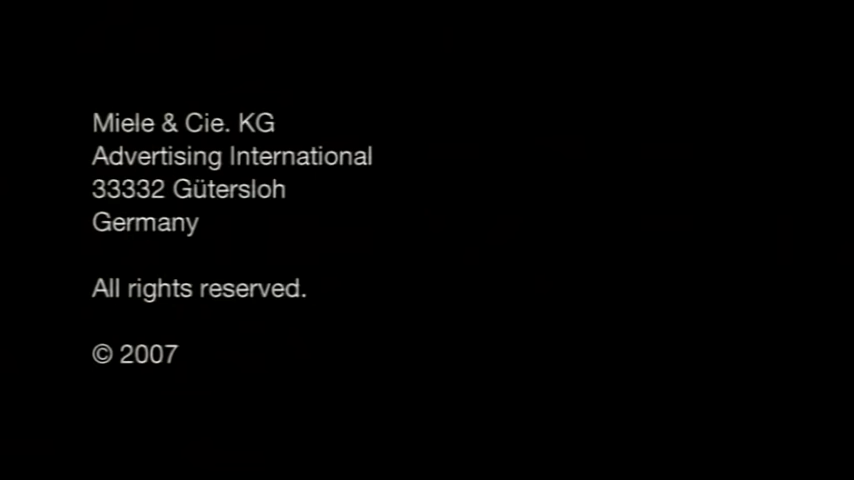 Miele & Cie. KG
Advertising International
33332 Gütersloh
Germany
All rights reserved.
© 2007